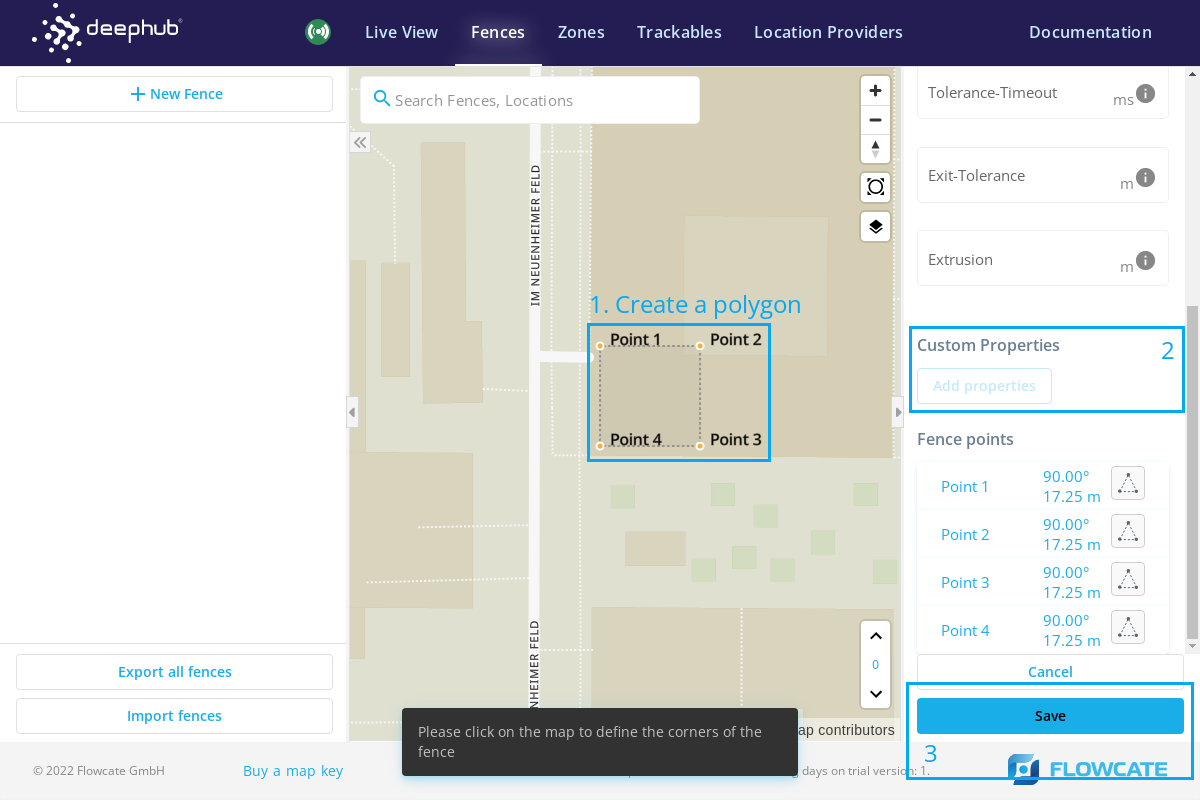 deephub®
Live View
Fences
Zones
Trackables
Location Providers
Documentation
New Fence
Export all fences
Import fences
Search Fences, Locations
IM NEUENHEIMER FELD
1. Create a polygon
Point 1
Point 2
Point 4
Point 3
NHEIMER FELD
0
ap contributors
Tolerance-Timeout
ms
Exit-Tolerance
m
Extrusion
m
Custom Properties
2
Add properties
Fence points
Point 1 90.00° 17.25 m
Point 2 90.00° 17.25 m
Point 3 90.00° 17.25 m
Point 4 90.00° 17.25 m
Cancel
Save
3
Please click on the map to define the corners of the
fence
© 2022 Flowcate GmbH
Buy a map key
days on trial version: 1.
FLOWCATE